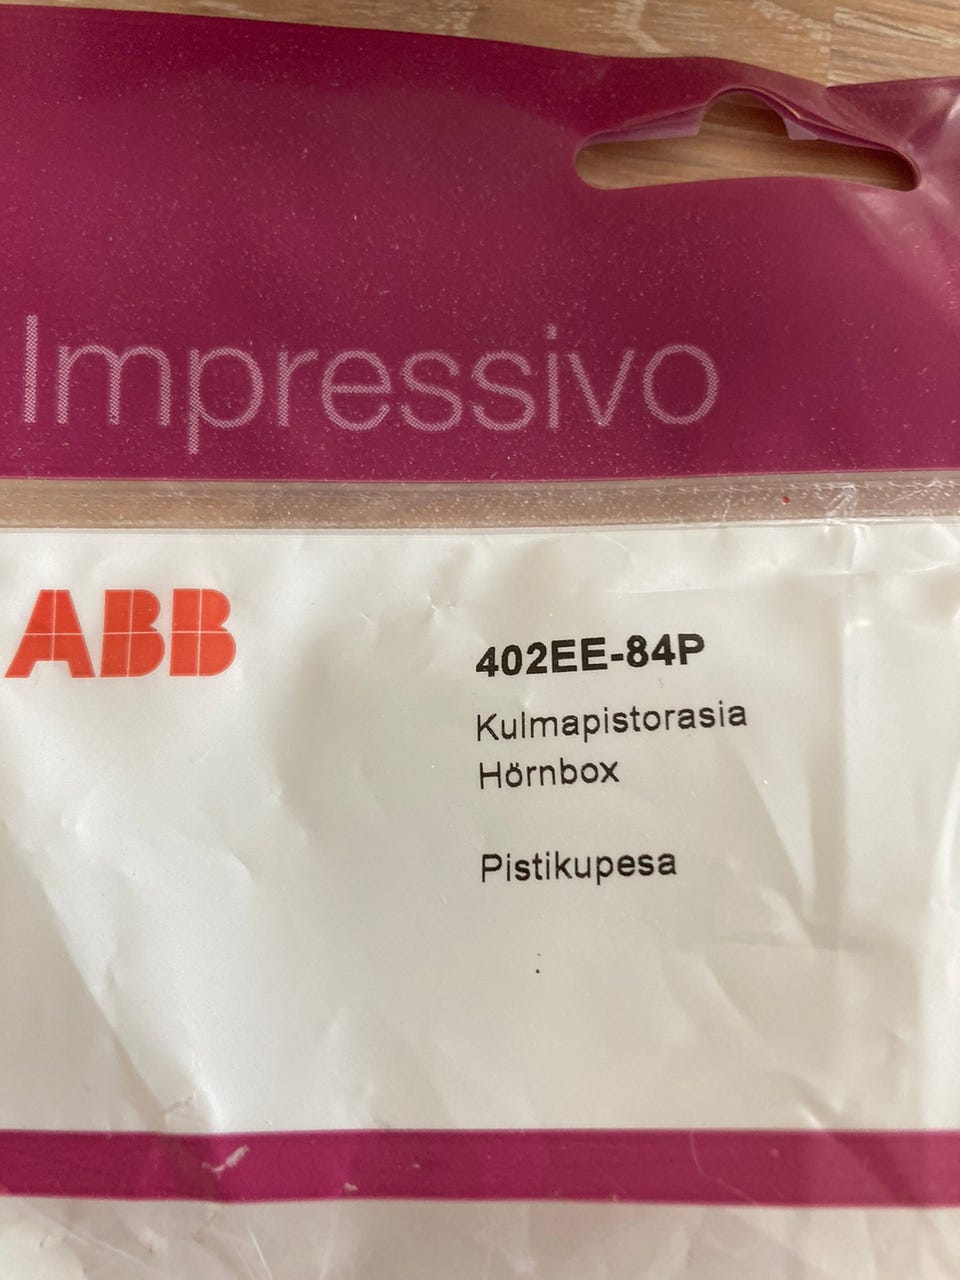 Impressivo
ABB
402EE-84P
Kulmapistorasia
Hörnbox
Pistikupesa